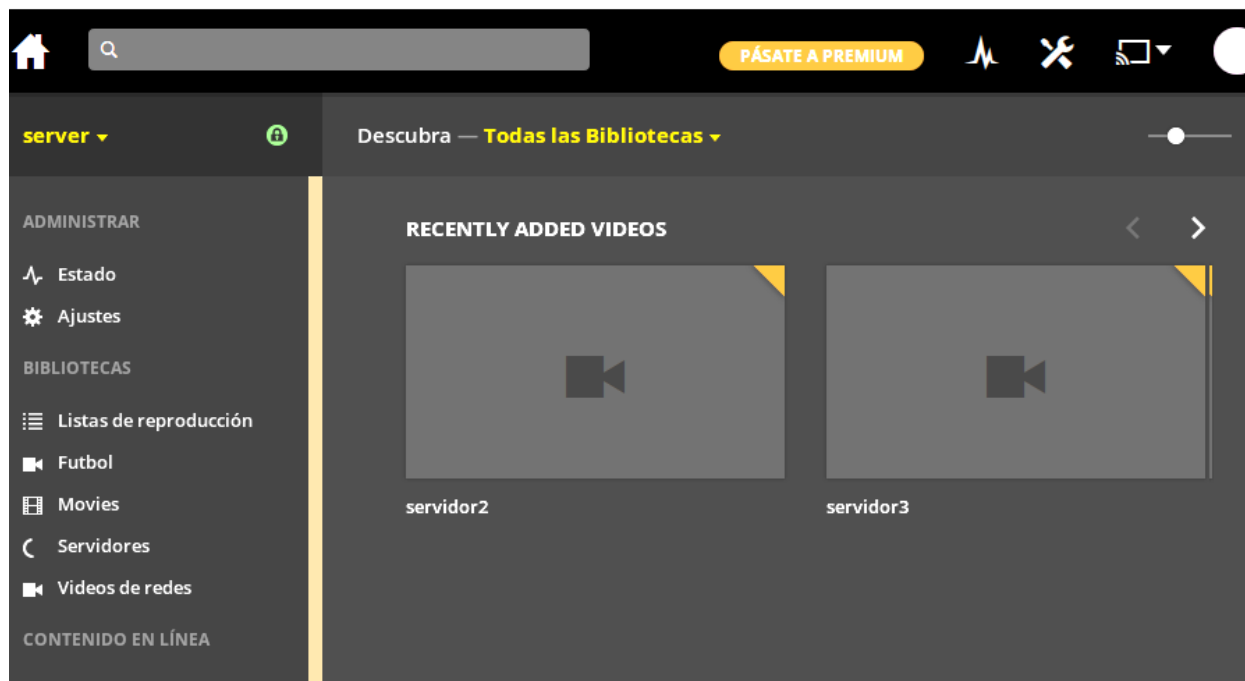 PÁSATE A PREMIUM
server
Descubra — Todas las Bibliotecas
ADMINISTRAR
Estado
Ajustes
BIBLIOTECAS
Listas de reproducción
Futbol
Movies
Servidores
Videos de redes
CONTENIDO EN LÍNEA
RECENTLY ADDED VIDEOS
servidor2
servidor3